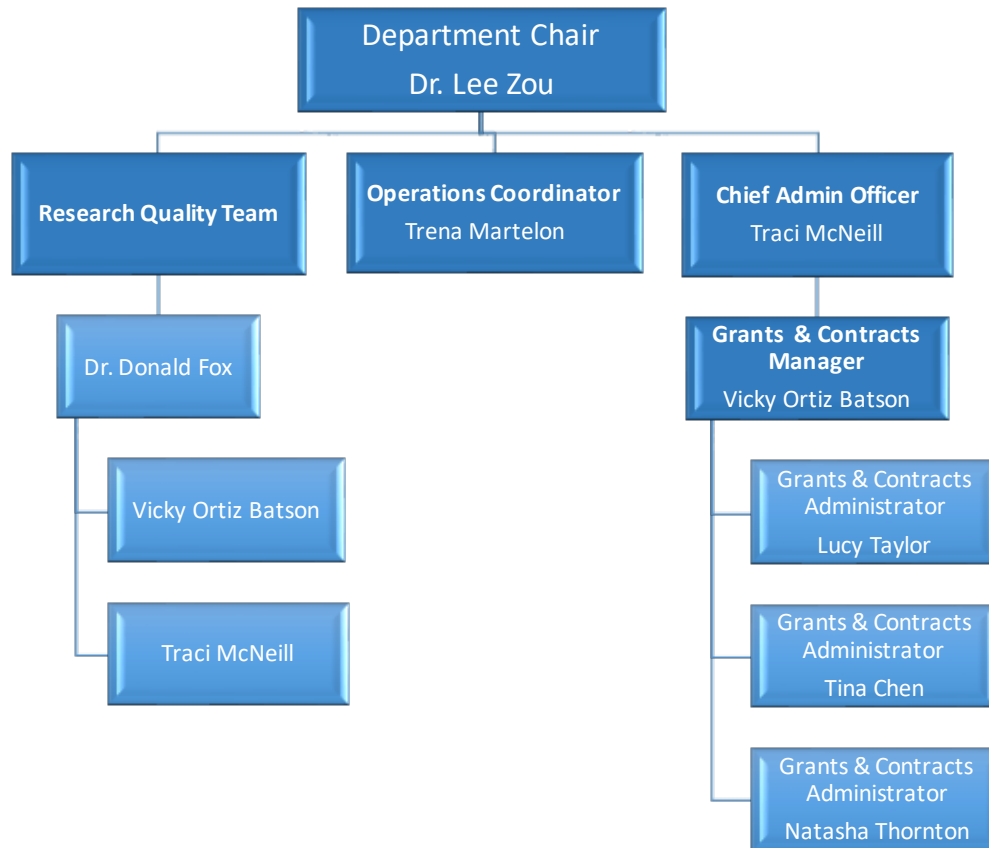 Department Chair
Dr. Lee Zou
Research Quality Team
Operations Coordinator
Trena Martelon
Chief Admin Officer
Traci McNeill
Dr. Donald Fox
Vicky Ortiz Batson
Traci McNeill
Grants & Contracts
Manager
Vicky Ortiz Batson
Grants & Contracts
Administrator
Lucy Taylor
Grants & Contracts
Administrator
Tina Chen
Grants & Contracts
Administrator
Natasha Thornton